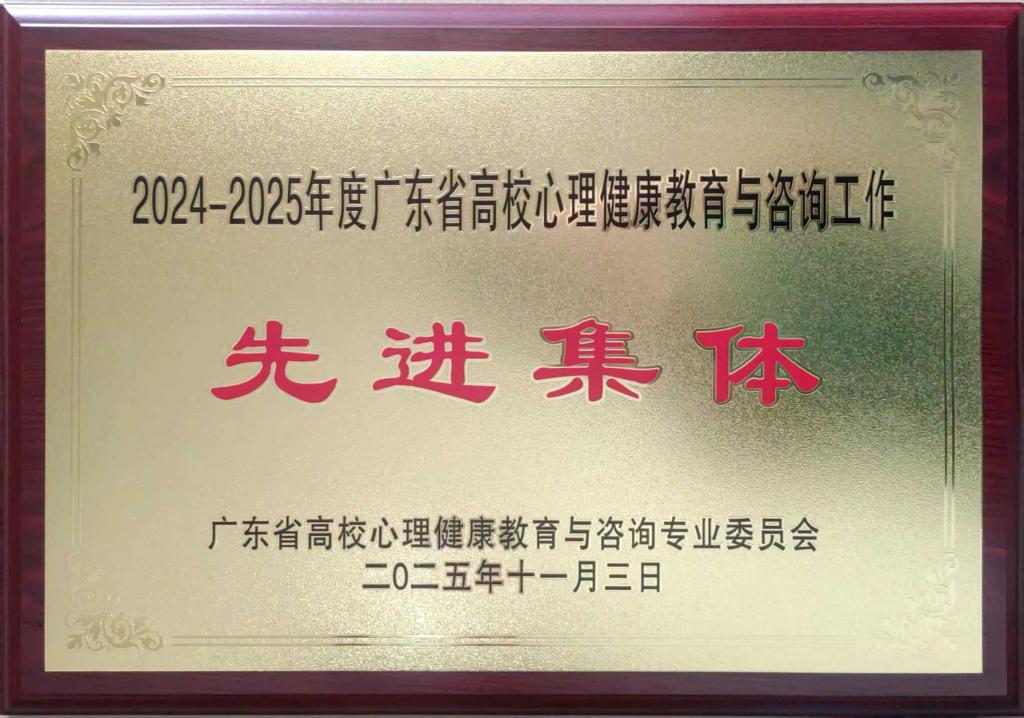 2024-2025年度广东省高校心理健康教育与咨询工作
先进集体
广东省高校心理健康教育与咨询专业委员会
二〇二五年十一月三日